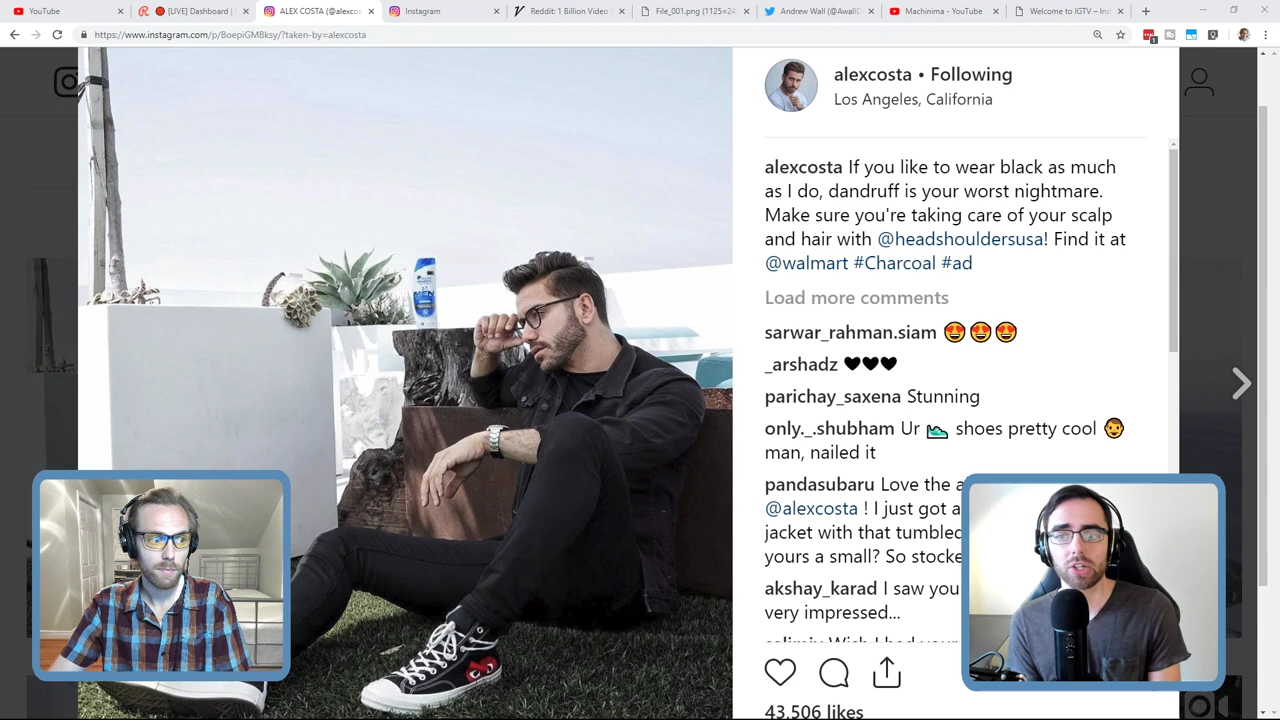 YouTube
[LIVE] Dashboard
ALEX COSTA (@alexcos
Instagram
Reddit: 1 Billion Video
File_001.png (1125×24
Andrew Wall (@Awall
Machinima - YouTube
Welcome to IGTV – Ins
https://www.instagram.com/p/BoepiGMBksy/?taken-by=alexcosta
alexcosta • Following
Los Angeles, California
alexcosta If you like to wear black as much
as I do, dandruff is your worst nightmare.
Make sure you're taking care of your scalp
and hair with @headshouldersusa! Find it at
@walmart #Charcoal #ad
Load more comments
sarwar_rahman.siam 😍😍😍
_arshadz ♥♥♥
parichay_saxena Stunning
only._.shubham Ur 👟 shoes pretty cool 👨
man, nailed it
pandasubaru Love the a
@alexcosta ! I just got a
jacket with that tumbled
yours a small? So stocke
akshay_karad I saw you
very impressed...
43,506 likes
MEN